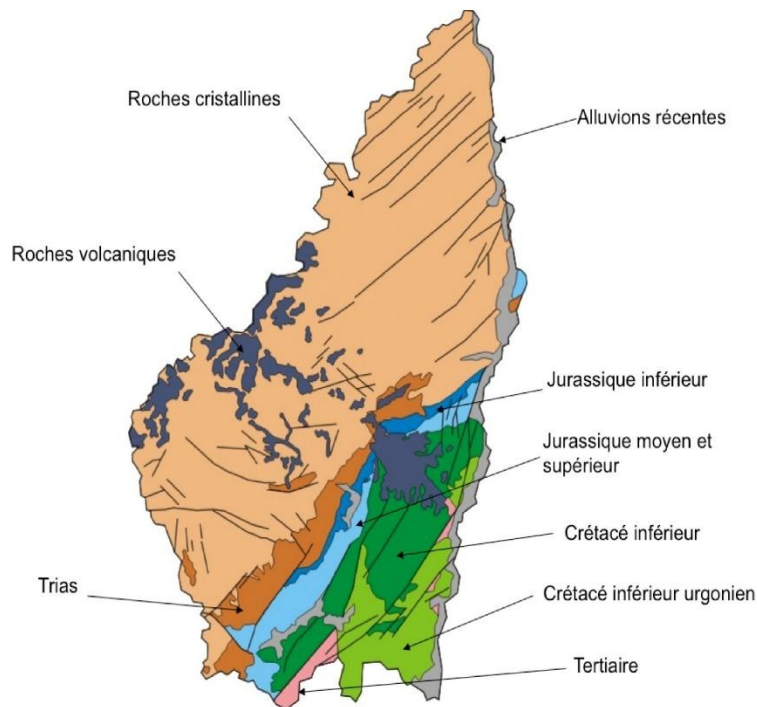 Roches cristallines
Alluvions récentes
Roches volcaniques
Jurassique inférieur
Jurassique moyen et
supérieur
Crétacé inférieur
Trias
Crétacé inférieur urgonien
Tertiaire